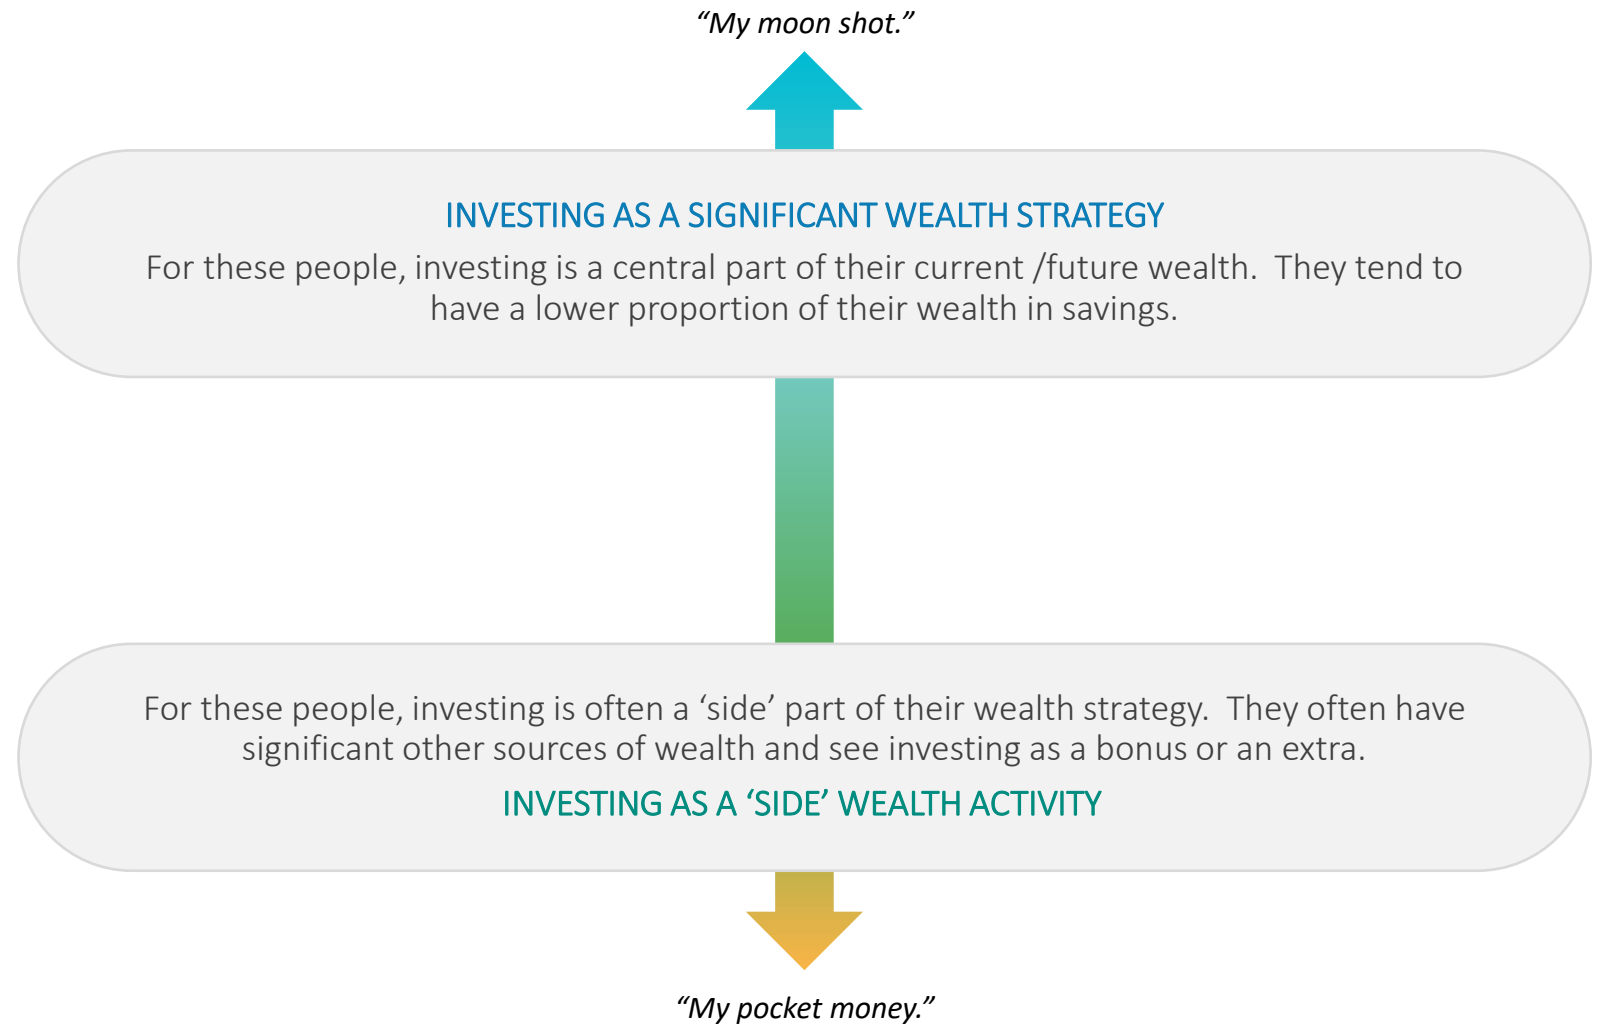 “My moon shot.”
INVESTING AS A SIGNIFICANT WEALTH STRATEGY
For these people, investing is a central part of their current /future wealth.  They tend to
have a lower proportion of their wealth in savings.
For these people, investing is often a ‘side’ part of their wealth strategy.  They often have
significant other sources of wealth and see investing as a bonus or an extra.
INVESTING AS A ‘SIDE’ WEALTH ACTIVITY
“My pocket money.”